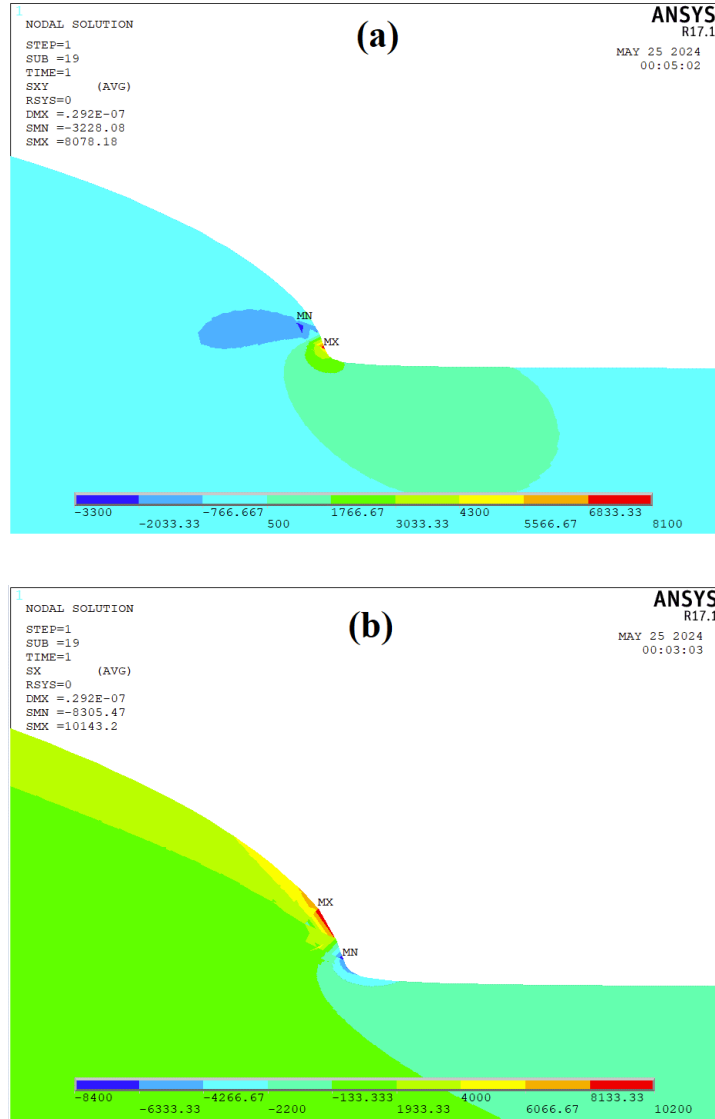 1
NODAL SOLUTION
(a)
ANSYS
R17.1
STEP=1
SUB =19
TIME=1
SXY (AVG)
RSYS=0
DMX =.292E-07
SMN =-3228.08
SMX =8078.18
MAY 25 2024
00:05:02
MN
MX
-3300 -766.667 1766.67 4300 6833.33
-2033.33 500 3033.33 5566.67 8100
1
NODAL SOLUTION
(b)
ANSYS
R17.1
STEP=1
SUB =19
TIME=1
SX (AVG)
RSYS=0
DMX =.292E-07
SMN =-8305.47
SMX =10143.2
MAY 25 2024
00:03:03
MX
MN
-8400 -4266.67 -133.333 4000 8133.33
-6333.33 -2200 1933.33 6066.67 10200